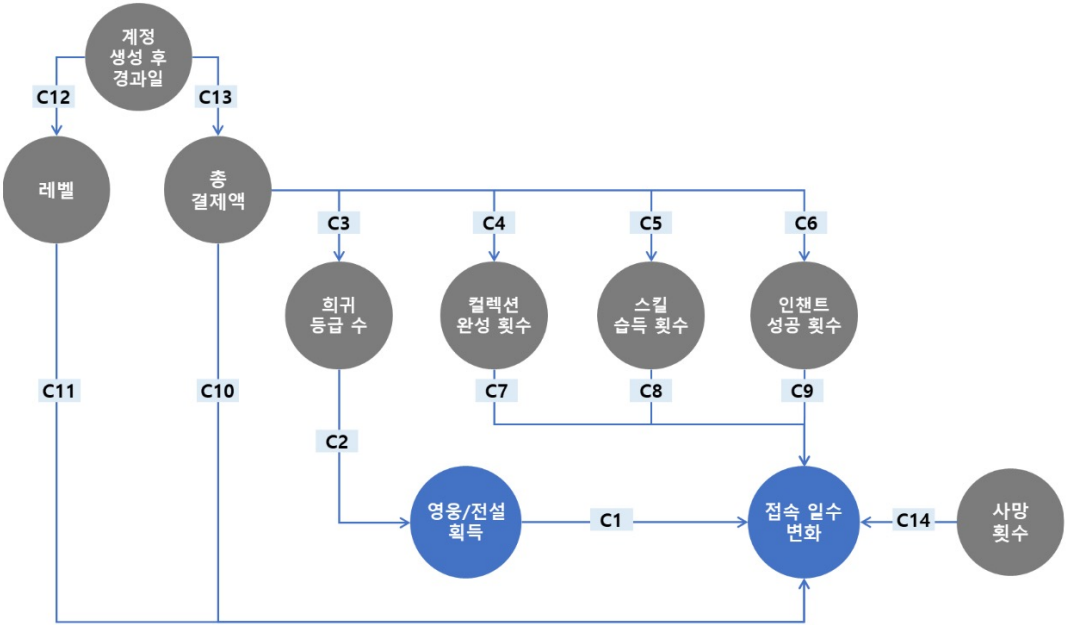 계정
생성 후
경과일
C12
C13
레벨
총
결제액
C3
C4
C5
C6
희귀
등급 수
컬렉션
완성 횟수
스킬
습득 횟수
인챈트
성공 횟수
C11
C10
C7
C8
C9
C2
영웅/전설
획득
C1
접속 일수
변화
C14
사망
횟수